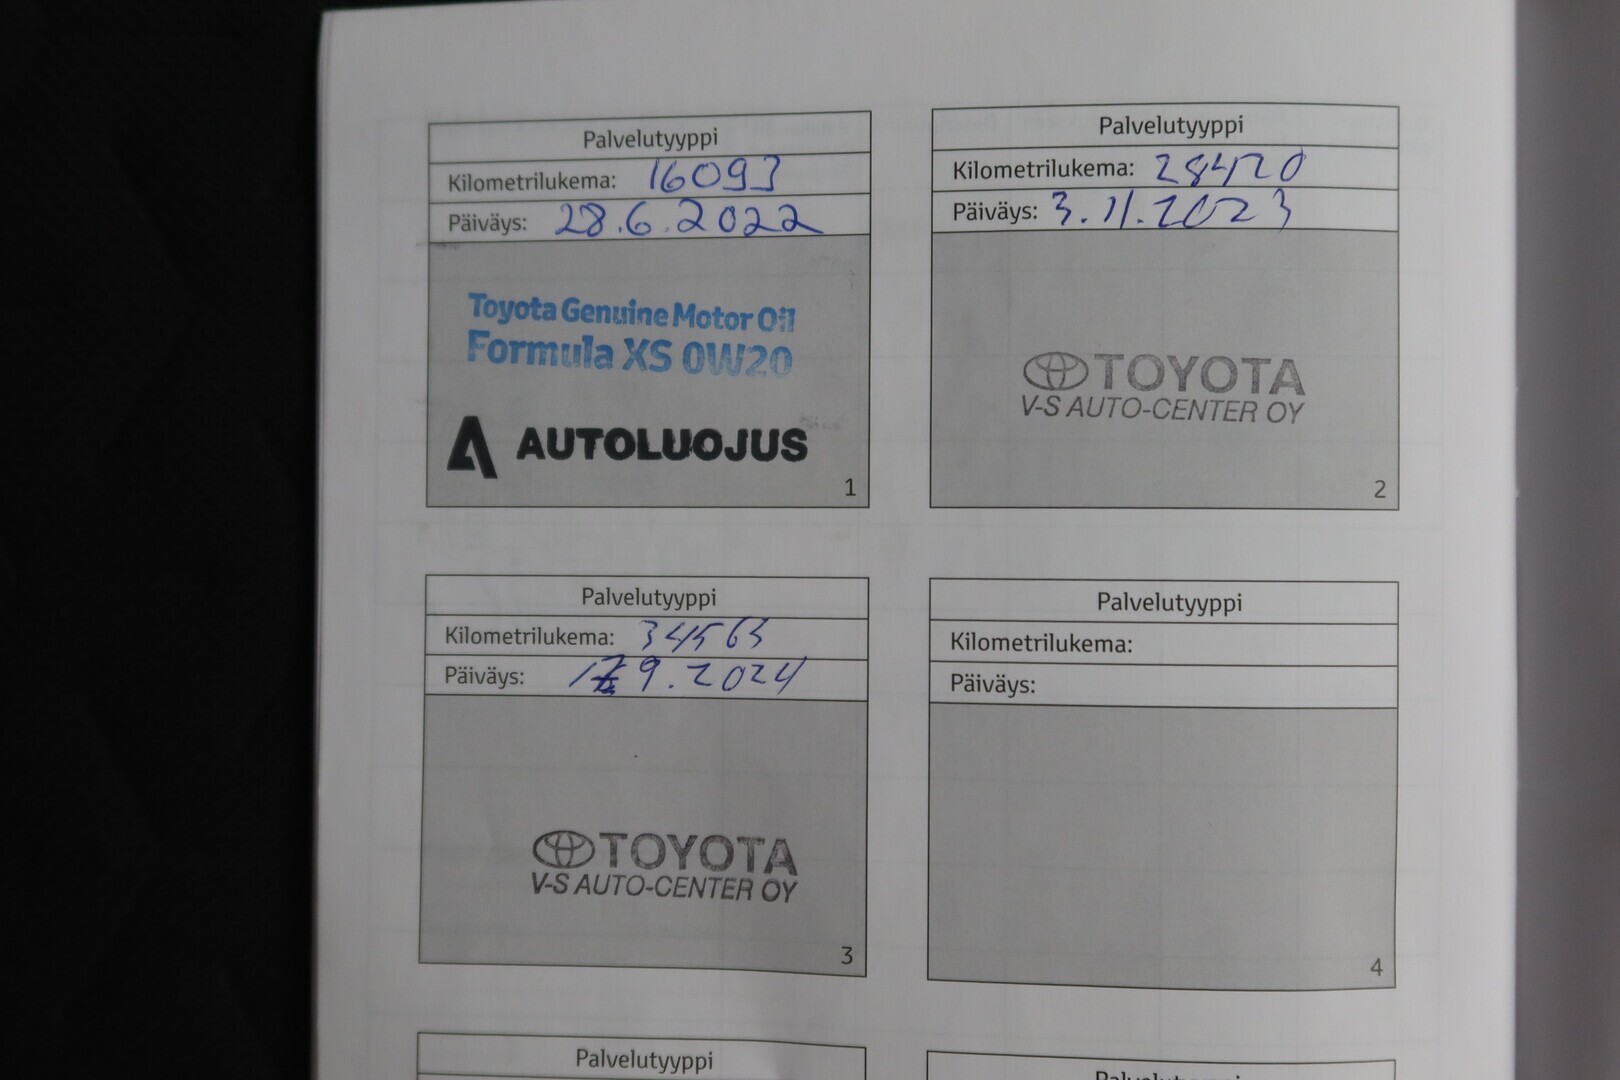 Palvelutyyppi
Kilometrilukema: 16093
Päiväys: 28.6.2022
Toyota Genuine Motor Oil
Formula XS 0W20
AUTOLUOJUS
1
Palvelutyyppi
Kilometrilukema: 28420
Päiväys: 3.11.2023
TOYOTA
V-S AUTO-CENTER OY
2
Palvelutyyppi
Kilometrilukema: 34563
Päiväys: 9.2024
TOYOTA
V-S AUTO-CENTER OY
3
Palvelutyyppi
Kilometrilukema:
Päiväys:
4
Palvelutyyppi